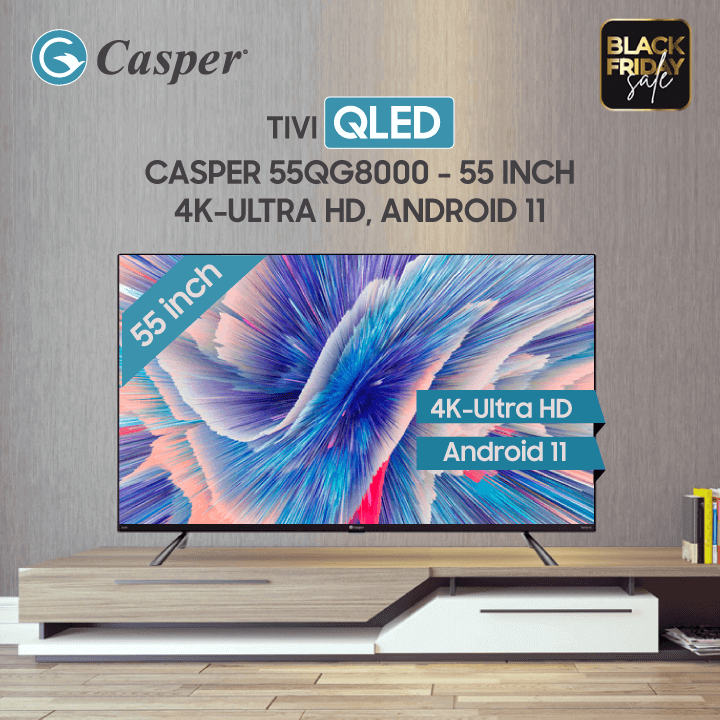 Casper
BLACK
FRIDAY
sale
TIVI QLED
CASPER 55QG8000 - 55 INCH
4K-ULTRA HD, ANDROID 11
55 inch
4K-Ultra HD
Android 11
Casper